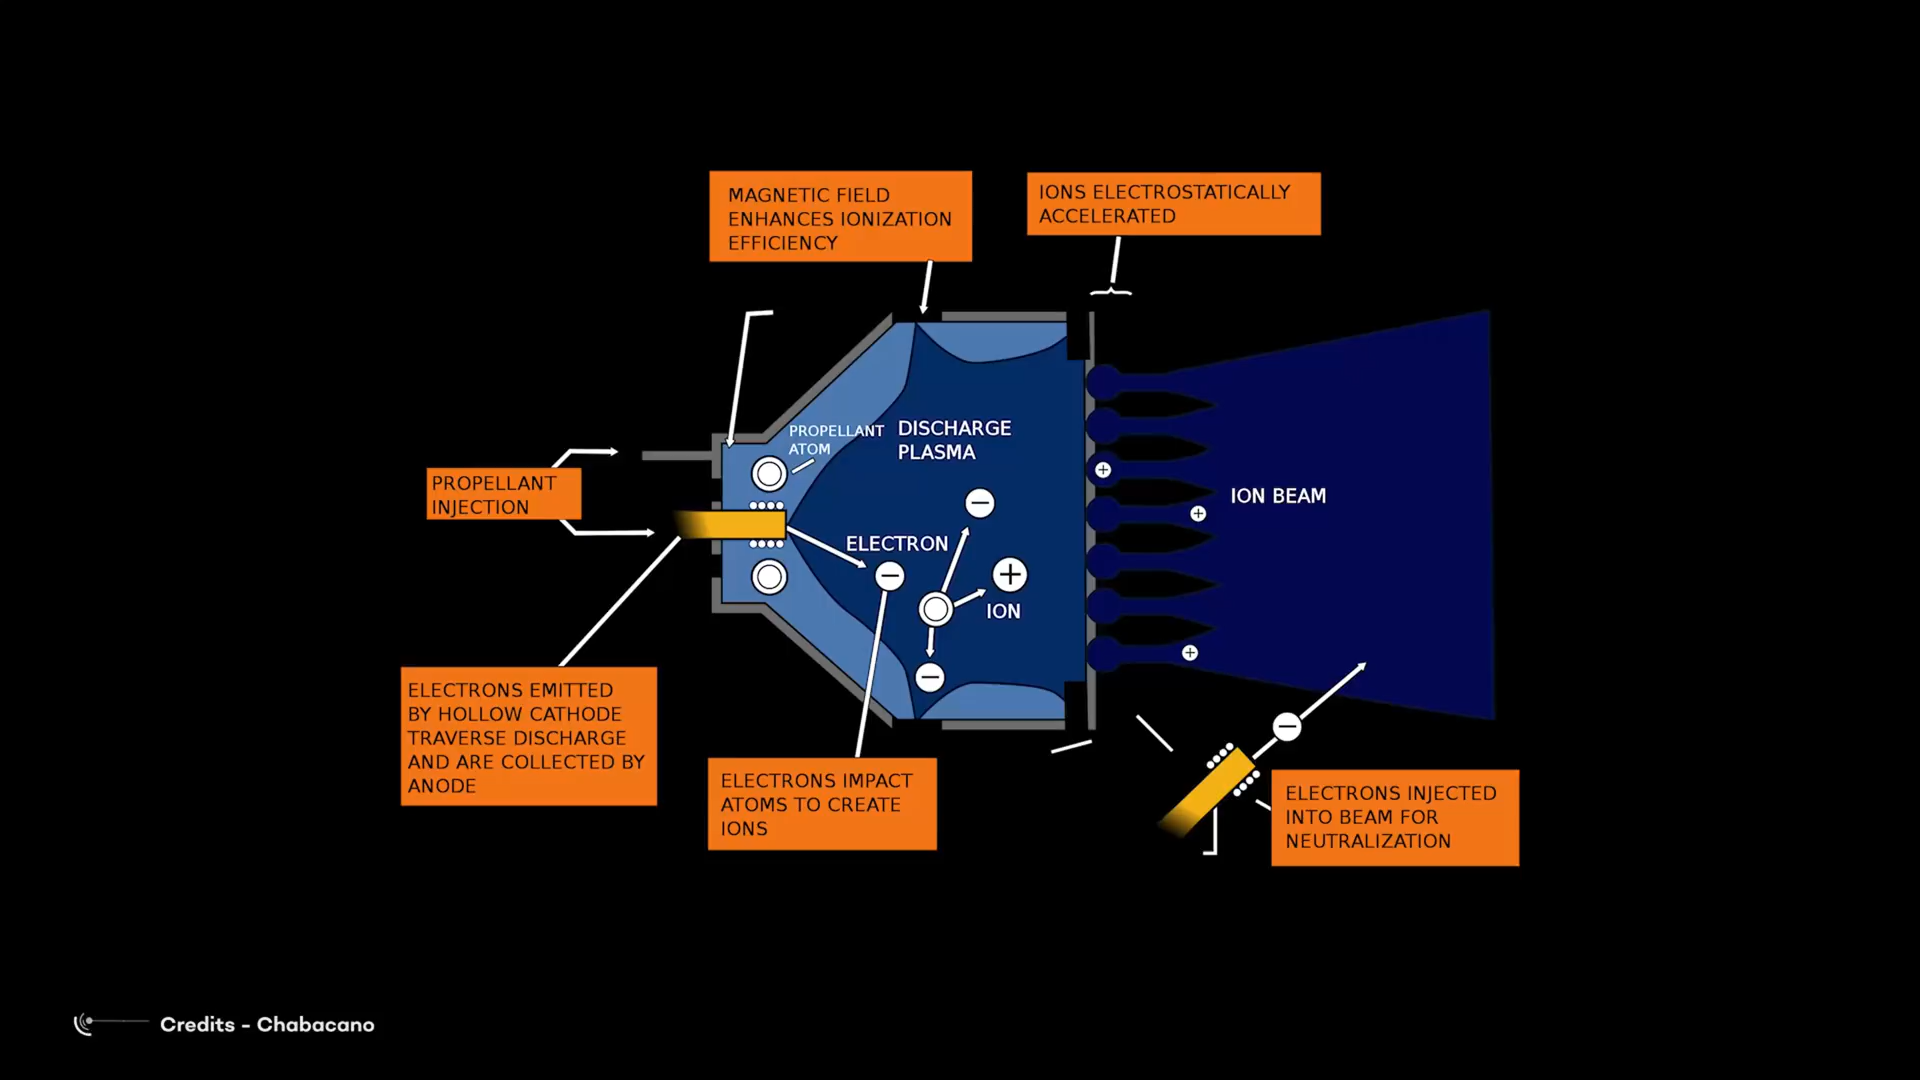 MAGNETIC FIELD
ENHANCES IONIZATION
EFFICIENCY
IONS ELECTROSTATICALLY
ACCELERATED
PROPELLANT
ATOM
DISCHARGE
PLASMA
PROPELLANT
INJECTION
ION BEAM
ELECTRON
ION
ELECTRONS EMITTED
BY HOLLOW CATHODE
TRAVERSE DISCHARGE
AND ARE COLLECTED BY
ANODE
ELECTRONS IMPACT
ATOMS TO CREATE
IONS
ELECTRONS INJECTED
INTO BEAM FOR
NEUTRALIZATION
Credits - Chabacano